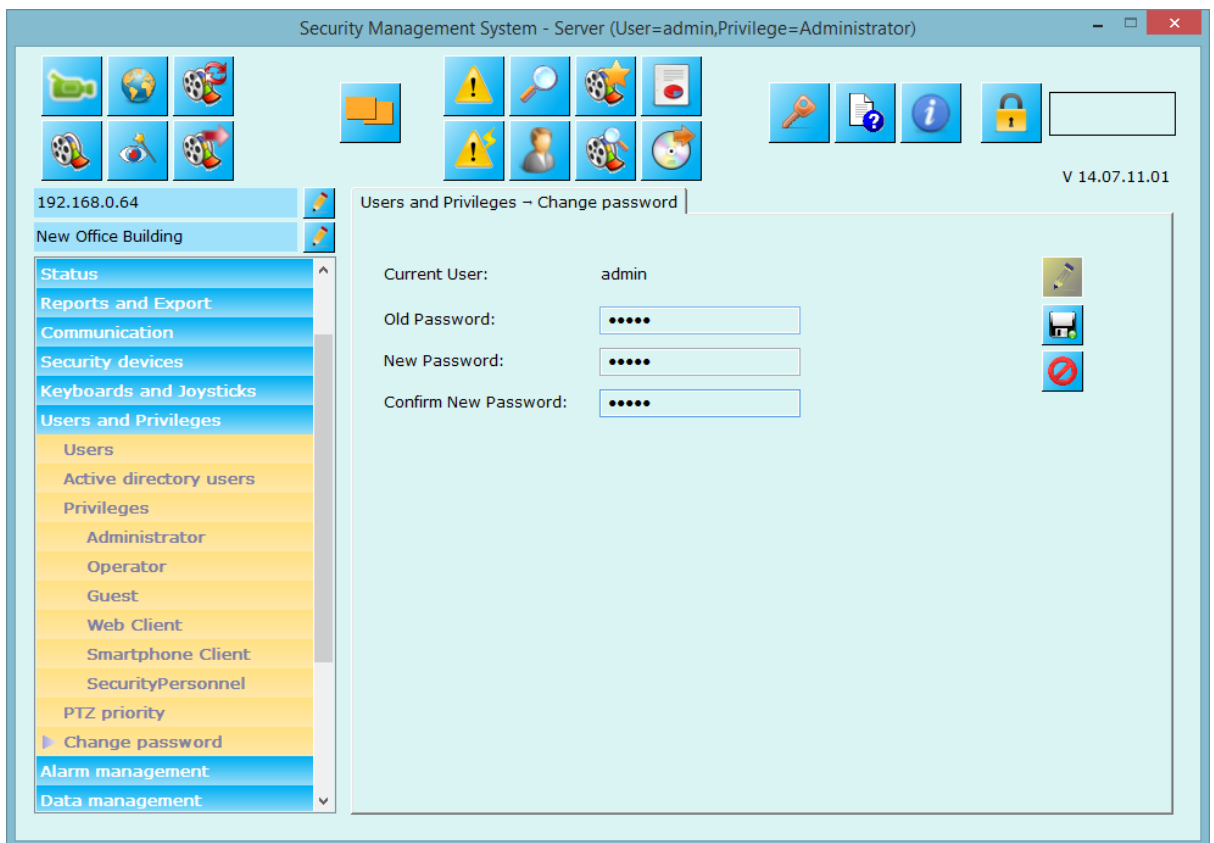 Security Management System - Server (User=admin,Privilege=Administrator)
V 14.07.11.01
192.168.0.64
New Office Building
Status
Reports and Export
Communication
Security devices
Keyboards and Joysticks
Users and Privileges
Users
Active directory users
Privileges
Administrator
Operator
Guest
Web Client
Smartphone Client
SecurityPersonnel
PTZ priority
Change password
Alarm management
Data management
Users and Privileges → Change password
Current User: admin
Old Password: •••••
New Password: •••••
Confirm New Password: •••••